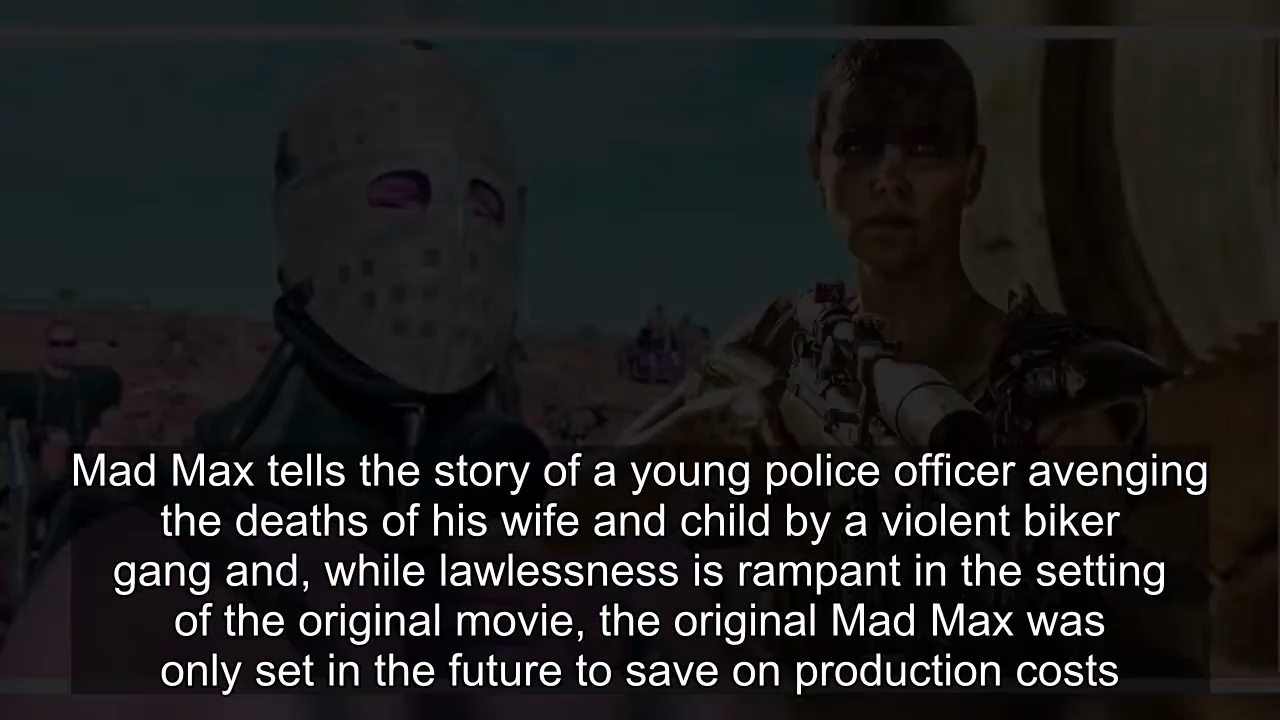 Mad Max tells the story of a young police officer avenging
the deaths of his wife and child by a violent biker
gang and, while lawlessness is rampant in the setting
of the original movie, the original Mad Max was
only set in the future to save on production costs